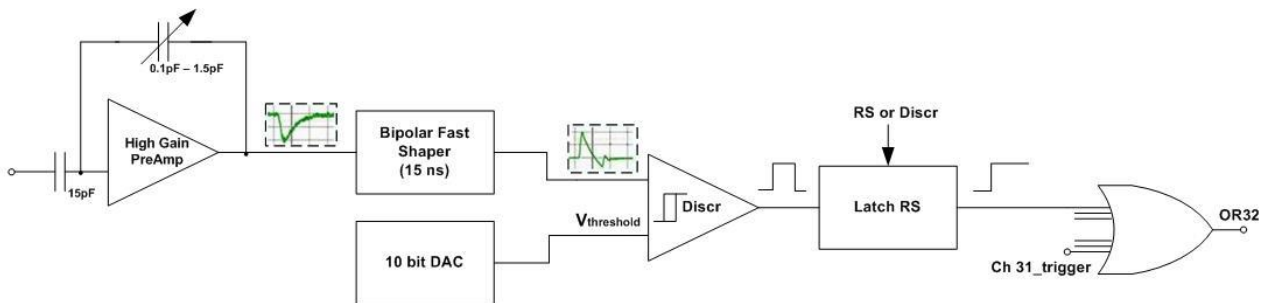 0.1pF – 1.5pF
High Gain
PreAmp
15pF
Bipolar Fast
Shaper
(15 ns)
10 bit DAC
Vthreshold
Discr
RS or Discr
Latch RS
Ch 31_trigger
OR32